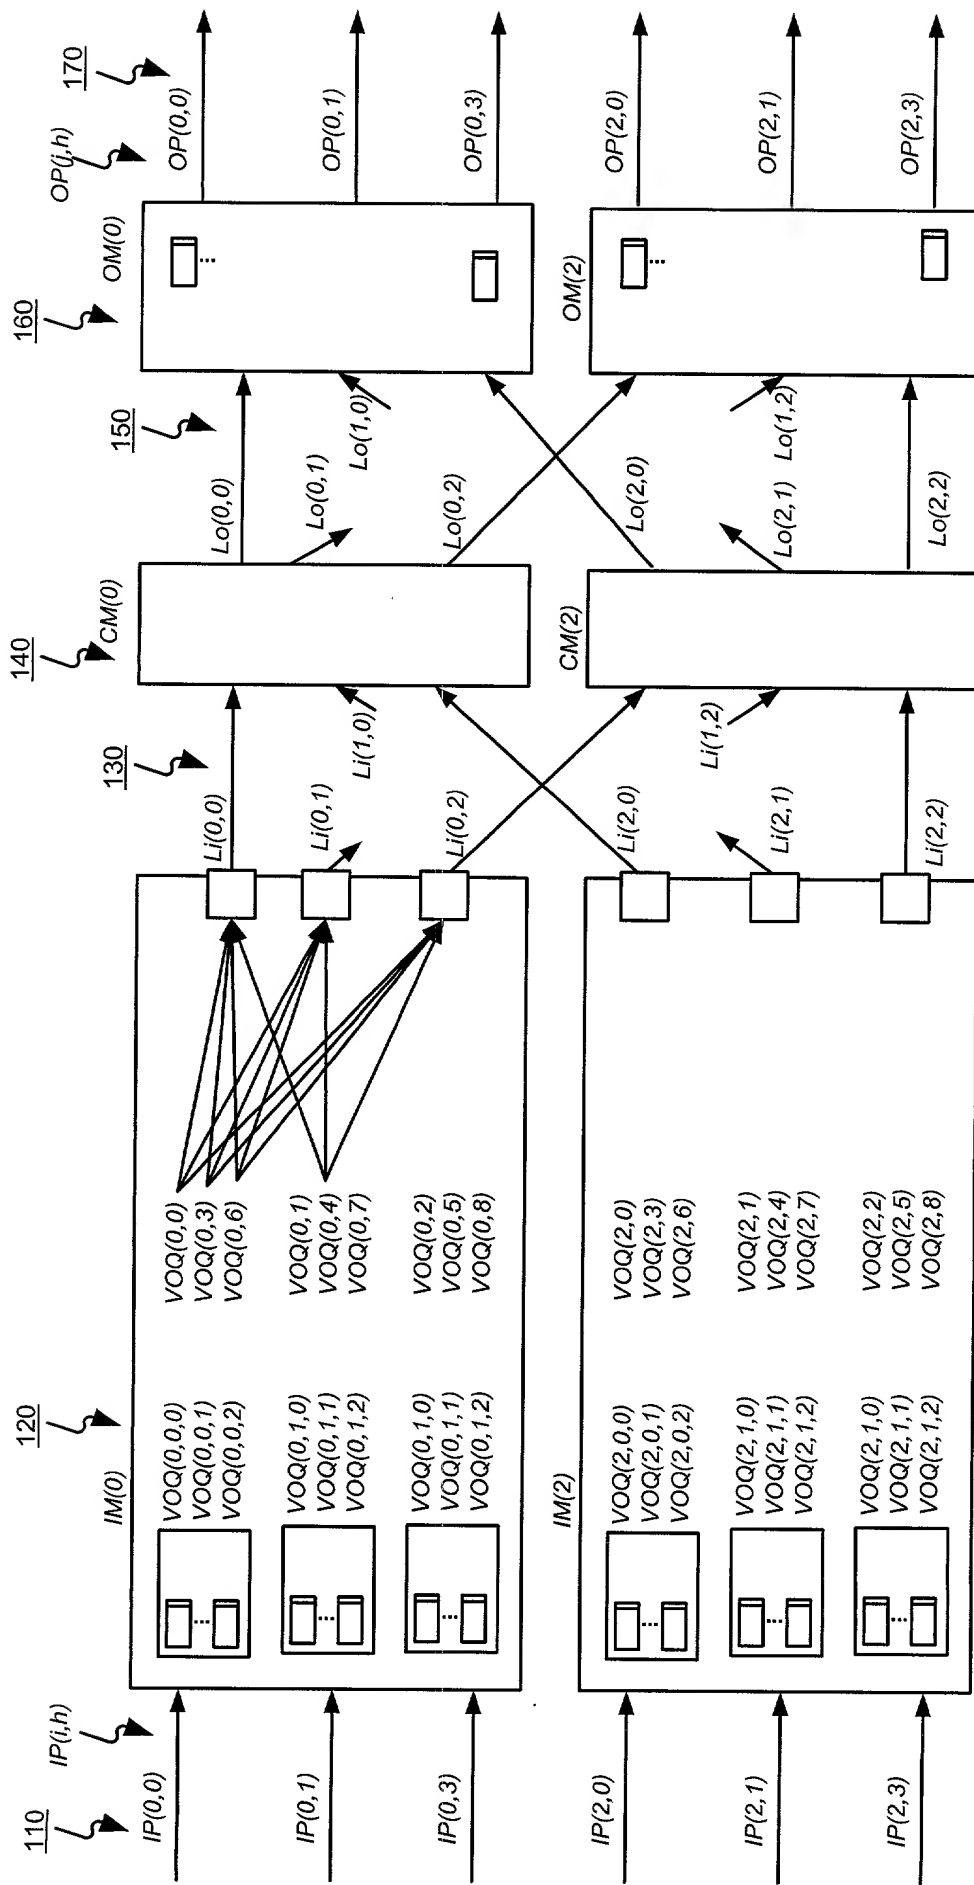 110
IP(i,h)
IP(0,0)
IP(0,1)
IP(0,3)
IP(2,0)
IP(2,1)
IP(2,3)
120
IM(0)
VOQ(0,0,0)
VOQ(0,0,1)
VOQ(0,0,2)
VOQ(0,1,0)
VOQ(0,1,1)
VOQ(0,1,2)
VOQ(0,1,0)
VOQ(0,1,1)
VOQ(0,1,2)
VOQ(0,0)
VOQ(0,3)
VOQ(0,6)
VOQ(0,1)
VOQ(0,4)
VOQ(0,7)
VOQ(0,2)
VOQ(0,5)
VOQ(0,8)
IM(2)
VOQ(2,0,0)
VOQ(2,0,1)
VOQ(2,0,2)
VOQ(2,1,0)
VOQ(2,1,1)
VOQ(2,1,2)
VOQ(2,1,0)
VOQ(2,1,1)
VOQ(2,1,2)
VOQ(2,0)
VOQ(2,3)
VOQ(2,6)
VOQ(2,1)
VOQ(2,4)
VOQ(2,7)
VOQ(2,2)
VOQ(2,5)
VOQ(2,8)
130
Li(0,0)
Li(0,1)
Li(0,2)
Li(1,0)
Li(2,0)
Li(2,1)
Li(2,2)
Li(1,2)
140
CM(0)
CM(2)
150
Lo(0,0)
Lo(0,1)
Lo(0,2)
Lo(1,0)
Lo(2,0)
Lo(2,1)
Lo(2,2)
Lo(1,2)
160
OM(0)
OM(2)
170
OP(j,h)
OP(0,0)
OP(0,1)
OP(0,3)
OP(2,0)
OP(2,1)
OP(2,3)